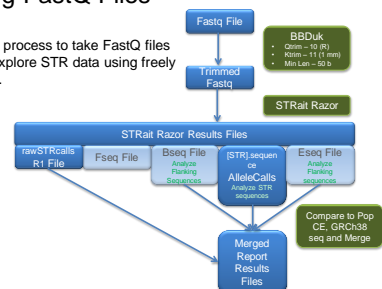 g FastQ Files
process to take FastQ files
xplore STR data using freely
Fastq File
BBDuk
• Qtrim – 10 (R)
• Ktrim – 11 (1 mm)
• Min Len – 50 b
Trimmed
Fastq
STRait Razor
STRait Razor Results Files
rawSTRcalls
R1 File
Fseq File
Bseq File
Analyze
Flanking
Sequences
[STR].sequen
ce
AlleleCalls
Analyze STR
sequences
Eseq File
Analyze
Flanking
sequences
Compare to Pop
CE, GRCh38
seq and Merge
Merged
Report
Results
Files